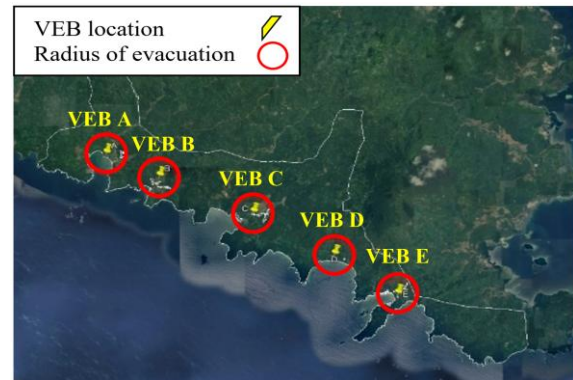 VEB location
Radius of evacuation
VEB A
VEB B
VEB C
VEB D
VEB E